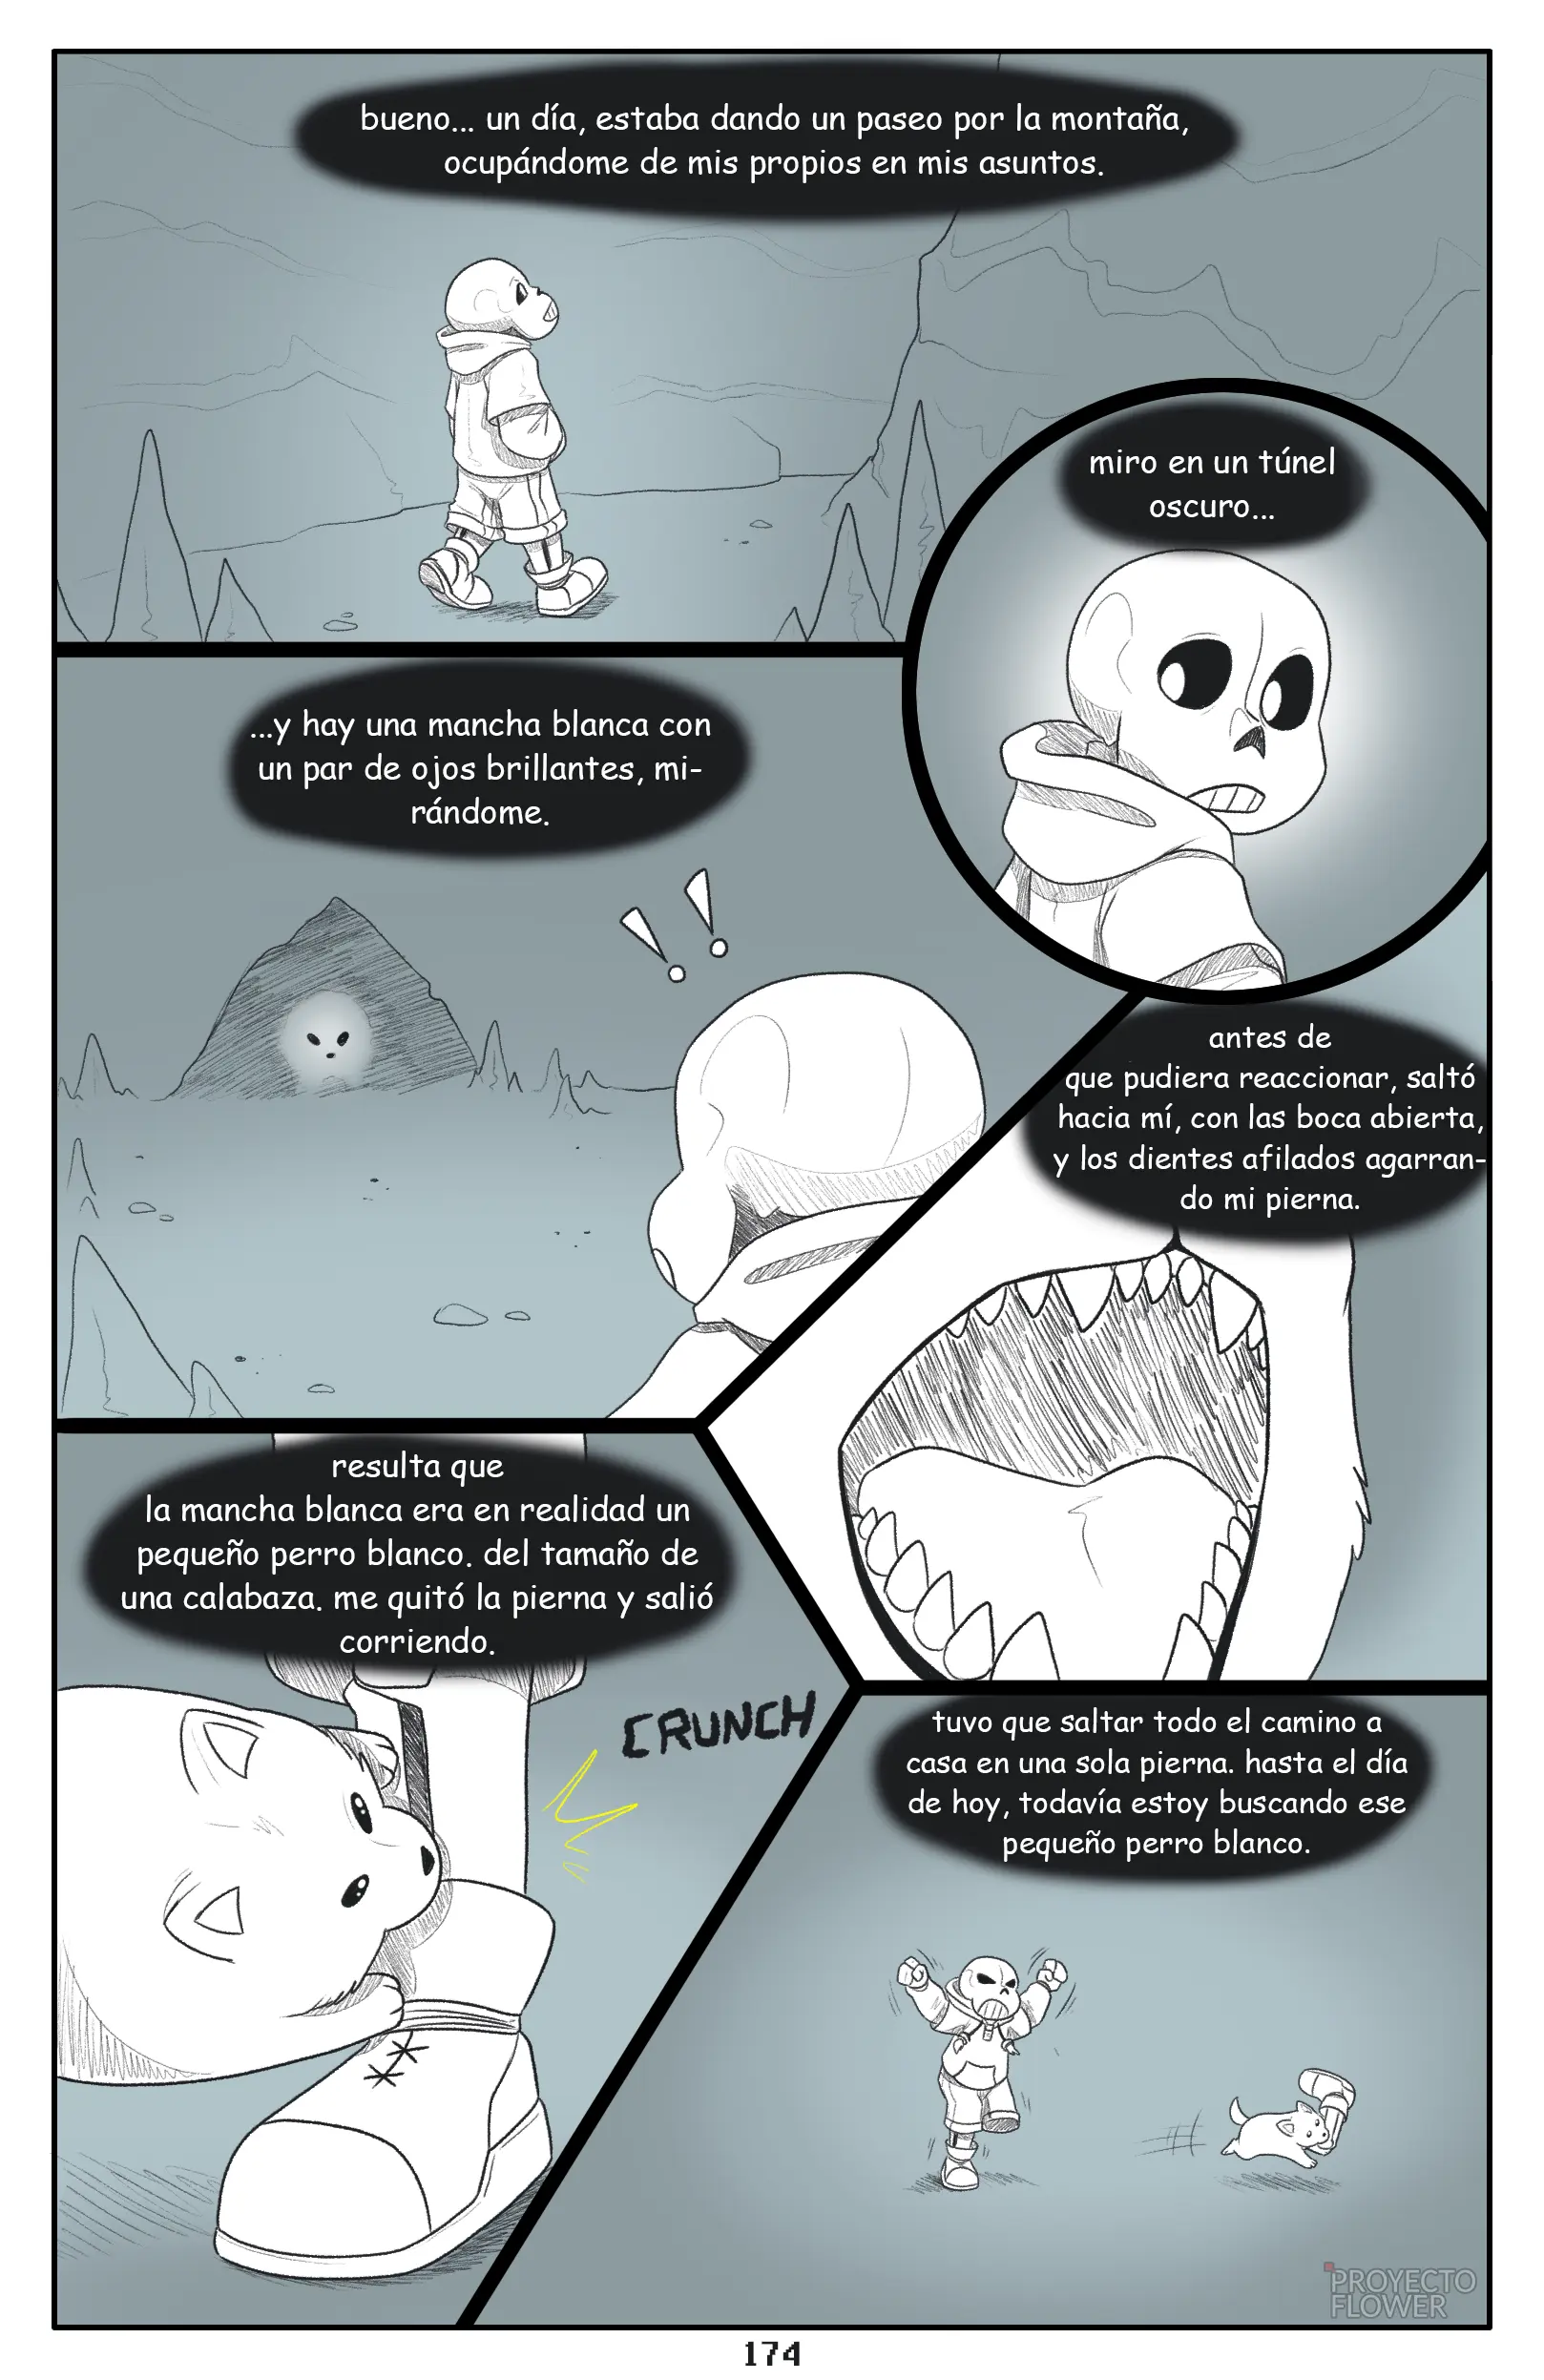 bueno... un día, estaba dando un paseo por la montaña,
ocupándome de mis propios en mis asuntos.
miro en un túnel
oscuro...
...y hay una mancha blanca con
un par de ojos brillantes, mi-
rándome.
antes de
que pudiera reaccionar, saltó
hacia mí, con las boca abierta,
y los dientes afilados agarran-
do mi pierna.
resulta que
la mancha blanca era en realidad un
pequeño perro blanco. del tamaño de
una calabaza. me quitó la pierna y salió
corriendo.
CRUNCH
tuvo que saltar todo el camino a
casa en una sola pierna. hasta el día
de hoy, todavía estoy buscando ese
pequeño perro blanco.
PROYECTO
FLOWER
174